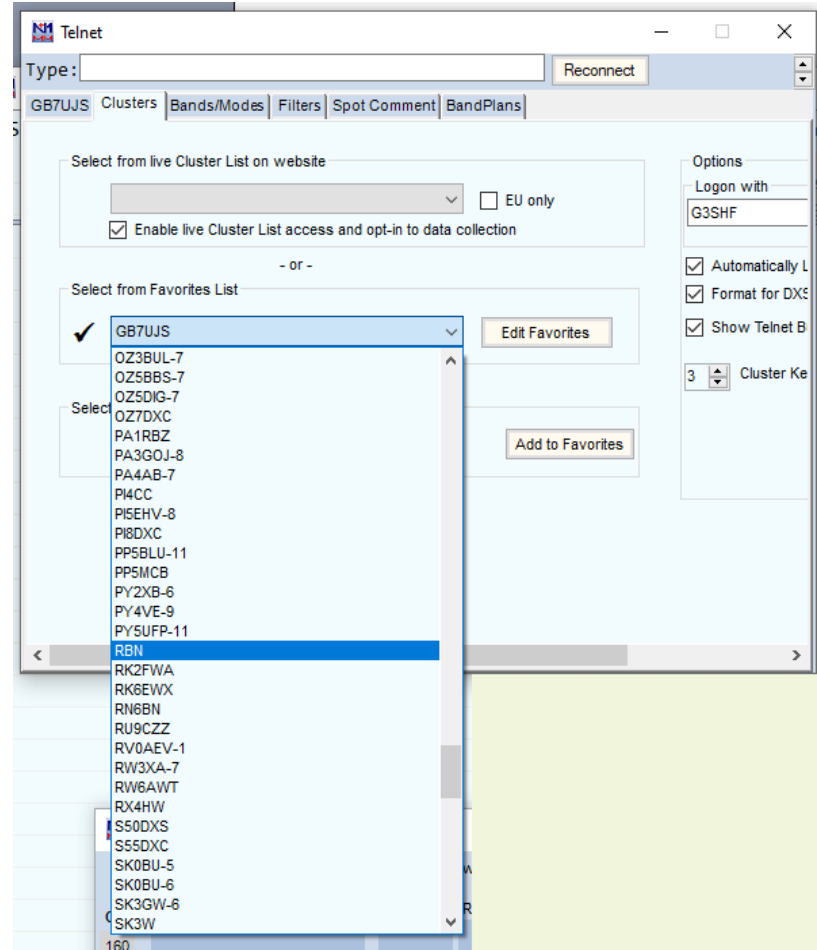 Telnet
Type: Reconnect
GB7UJS Clusters Bands/Modes Filters Spot Comment BandPlans
Select from live Cluster List on website
EU only
Enable live Cluster List access and opt-in to data collection
- or -
Select from Favorites List
GB7UJS Edit Favorites
OZ3BUL-7
OZ5BBS-7
OZ5DIG-7
OZ7DXC
PA1RBZ
PA3GOJ-8
PA4AB-7
PI4CC
PI5EHV-8
PI8DXC
PP5BLU-11
PP5MCB
PY2XB-6
PY4VE-9
PY5UFP-11
RBN
RK2FWA
RK6EWX
RN6BN
RU9CZZ
RV0AEV-1
RW3XA-7
RW6AWT
RX4HW
S50DXS
S55DXC
SK0BU-5
SK0BU-6
SK3GW-6
SK3W
Select
Add to Favorites
Options
Logon with
G3SHF
Automatically L
Format for DXS
Show Telnet B
3 Cluster Ke
160